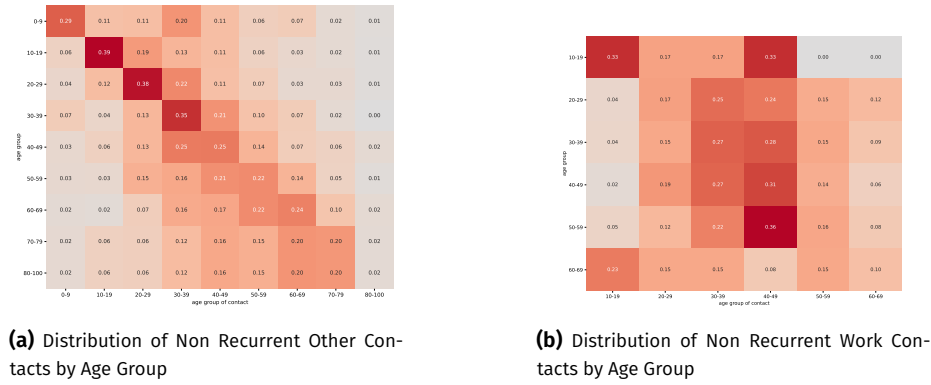 0-9 0.29 0.11 0.11 0.20 0.11 0.06 0.07 0.02 0.01
10-19 0.06 0.39 0.19 0.13 0.11 0.06 0.03 0.02 0.01
20-29 0.04 0.12 0.38 0.22 0.11 0.07 0.03 0.03 0.01
30-39 0.07 0.04 0.13 0.35 0.21 0.10 0.07 0.02 0.00
40-49 0.03 0.06 0.13 0.25 0.25 0.14 0.07 0.06 0.02
50-59 0.03 0.03 0.15 0.16 0.21 0.22 0.14 0.05 0.01
60-69 0.02 0.02 0.07 0.16 0.17 0.22 0.24 0.10 0.02
70-79 0.02 0.06 0.06 0.12 0.16 0.15 0.20 0.20 0.02
80-100 0.02 0.06 0.06 0.12 0.16 0.15 0.20 0.20 0.02
age group
0-9 10-19 20-29 30-39 40-49 50-59 60-69 70-79 80-100
age group of contact
(a) Distribution of Non Recurrent Other Con-
tacts by Age Group
10-19 0.33 0.17 0.17 0.33 0.00 0.00
20-29 0.04 0.17 0.25 0.24 0.15 0.12
30-39 0.04 0.15 0.27 0.28 0.15 0.09
40-49 0.02 0.19 0.27 0.31 0.14 0.06
50-59 0.05 0.12 0.22 0.36 0.16 0.08
60-69 0.23 0.15 0.15 0.08 0.15 0.10
age group
10-19 20-29 30-39 40-49 50-59 60-69
age group of contact
(b) Distribution of Non Recurrent Work Con-
tacts by Age Group